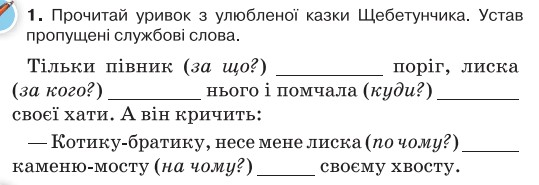 1. Прочитай уривок з улюбленої казки Щебетунчика. Устав
пропущені службові слова.
Тільки півник (за що?) __________ поріг, лиска
(за кого?) _________ нього і помчала (куди?) ________
своєї хати. А він кричить:
— Котику-братику, несе мене лиска (по чому?) ______
каменю-мосту (на чому?) ______ своєму хвосту.